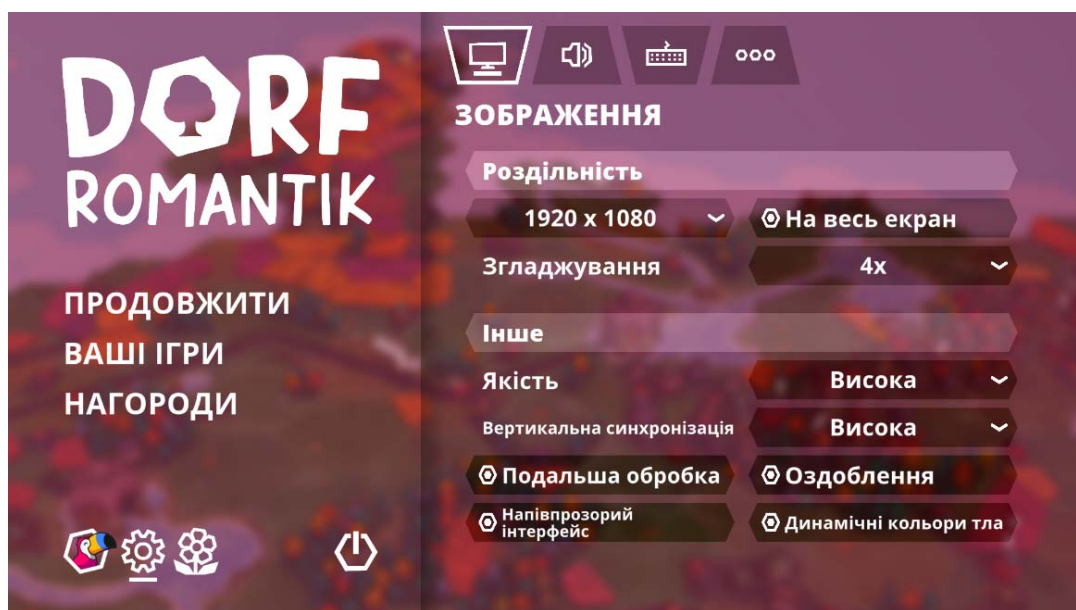 DORF
ROMANTIK
ПРОДОВЖИТИ
ВАШІ ІГРИ
НАГОРОДИ
ЗОБРАЖЕННЯ
Роздільність
1920 x 1080
На весь екран
Згладжування
4x
Інше
Якість
Висока
Вертикальна синхронізація
Висока
Подальша обробка
Оздоблення
Напівпрозорий
інтерфейс
Динамічні кольори тла